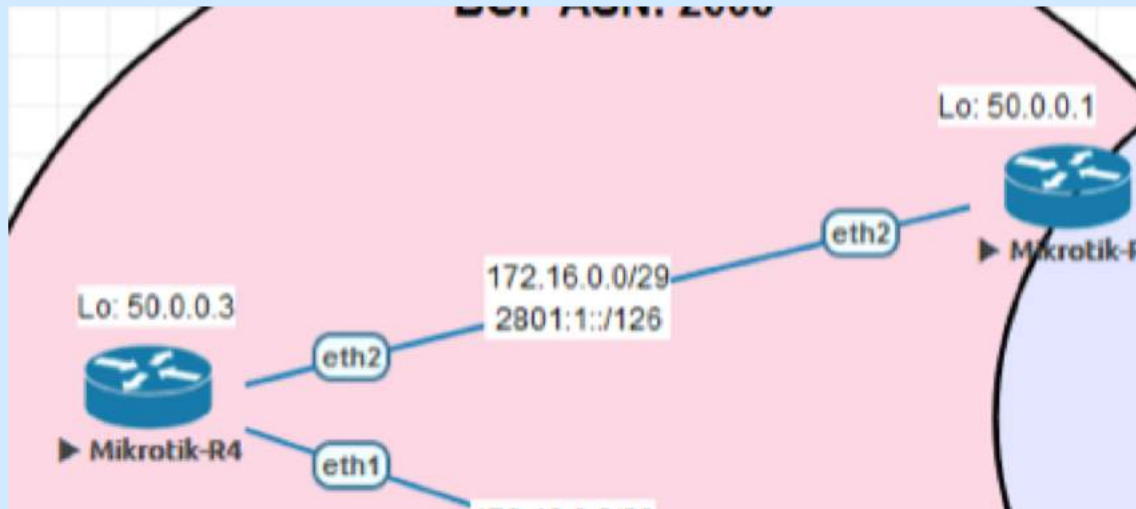 Lo: 50.0.0.1
eth2
Mikrotik-R
172.16.0.0/29
2801:1::/126
Lo: 50.0.0.3
eth2
Mikrotik-R4
eth1